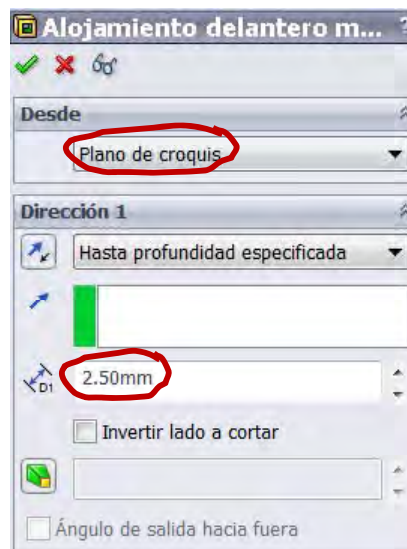 Alojamiento delantero m...
Desde
Plano de croquis
Dirección 1
Hasta profundidad especificada
D1
2.50mm
Invertir lado a cortar
Ángulo de salida hacia fuera